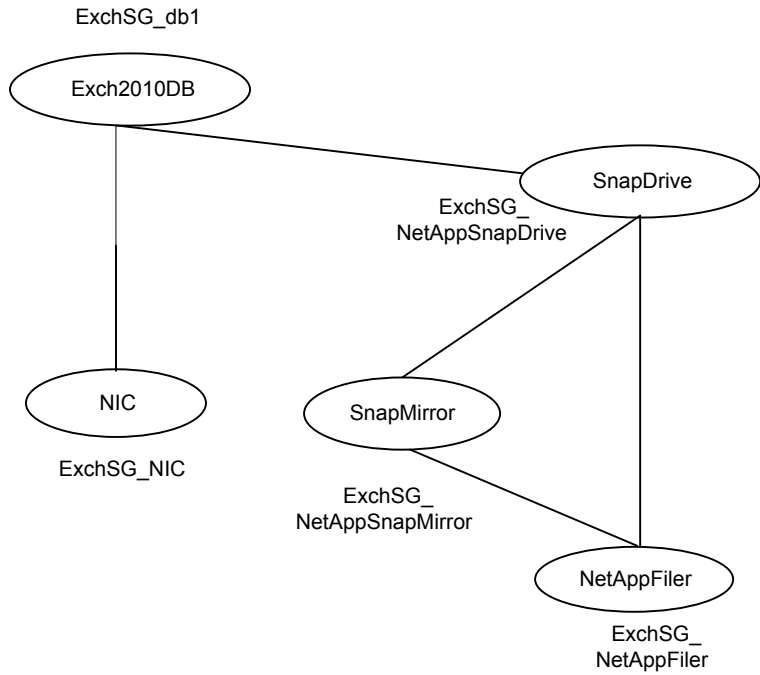 ExchSG_db1
Exch2010DB
SnapDrive
ExchSG_
NetAppSnapDrive
NIC
SnapMirror
ExchSG_NIC
ExchSG_
NetAppSnapMirror
NetAppFiler
ExchSG_
NetAppFiler